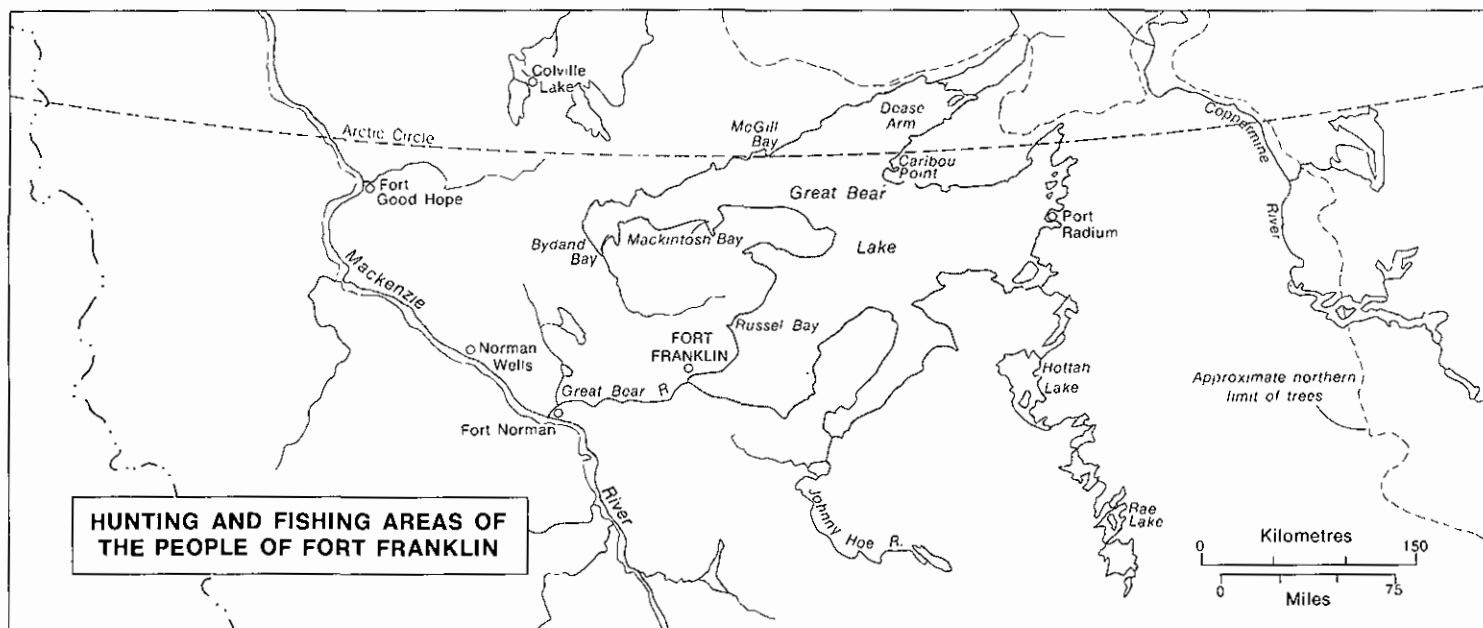 Colville
Lake
Arctic Circle
McGill
Bay
Dease
Arm
Coppermine
River
Fort
Good Hope
Caribou
Point
Great Bear
Lake
Port
Radium
Bydand
Bay
Mackintosh Bay
Mackenzie
River
Norman
Wells
FORT
FRANKLIN
Russel Bay
Great Bear R
Fort Norman
Hottah
Lake
Approximate northern
limit of trees
Johnny Hoe R.
Rae
Lake
HUNTING AND FISHING AREAS OF
THE PEOPLE OF FORT FRANKLIN
Kilometres
0 150
0 75
Miles